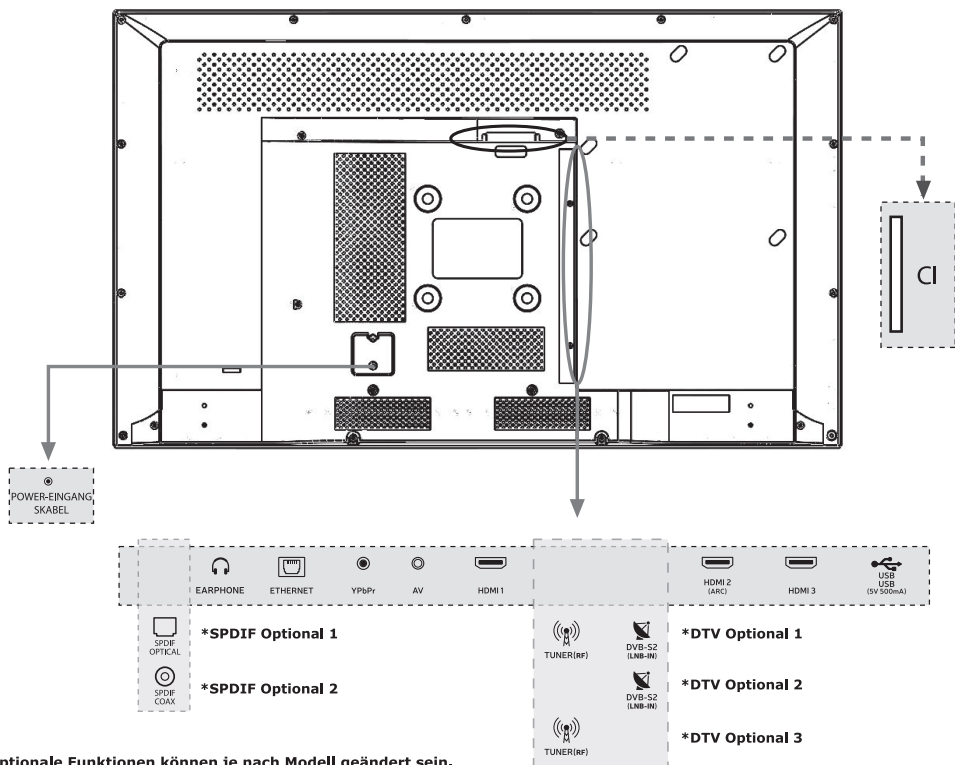 CI
POWER-EINGANG
SKABEL
EARPHONE
ETHERNET
YPbPr
AV
HDMI 1
HDMI 2
(ARC)
HDMI 3
USB
USB
(5V 500mA)
SPDIF
OPTICAL
*SPDIF Optional 1
TUNER(RF)
DVB-S2
(LNB-IN)
*DTV Optional 1
SPDIF
COAX
*SPDIF Optional 2
DVB-S2
(LNB-IN)
*DTV Optional 2
TUNER(RF)
*DTV Optional 3
ptionale Funktionen können je nach Modell geändert sein.